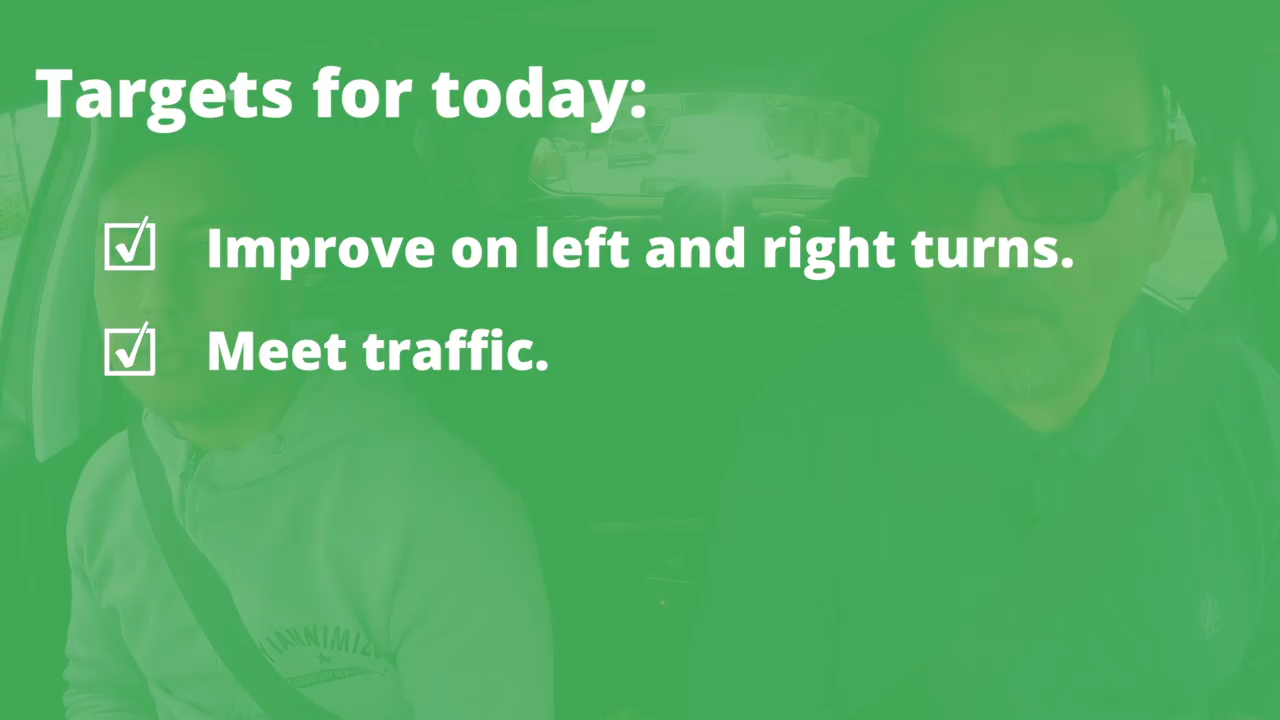 Targets for today:
Improve on left and right turns.
Meet traffic.